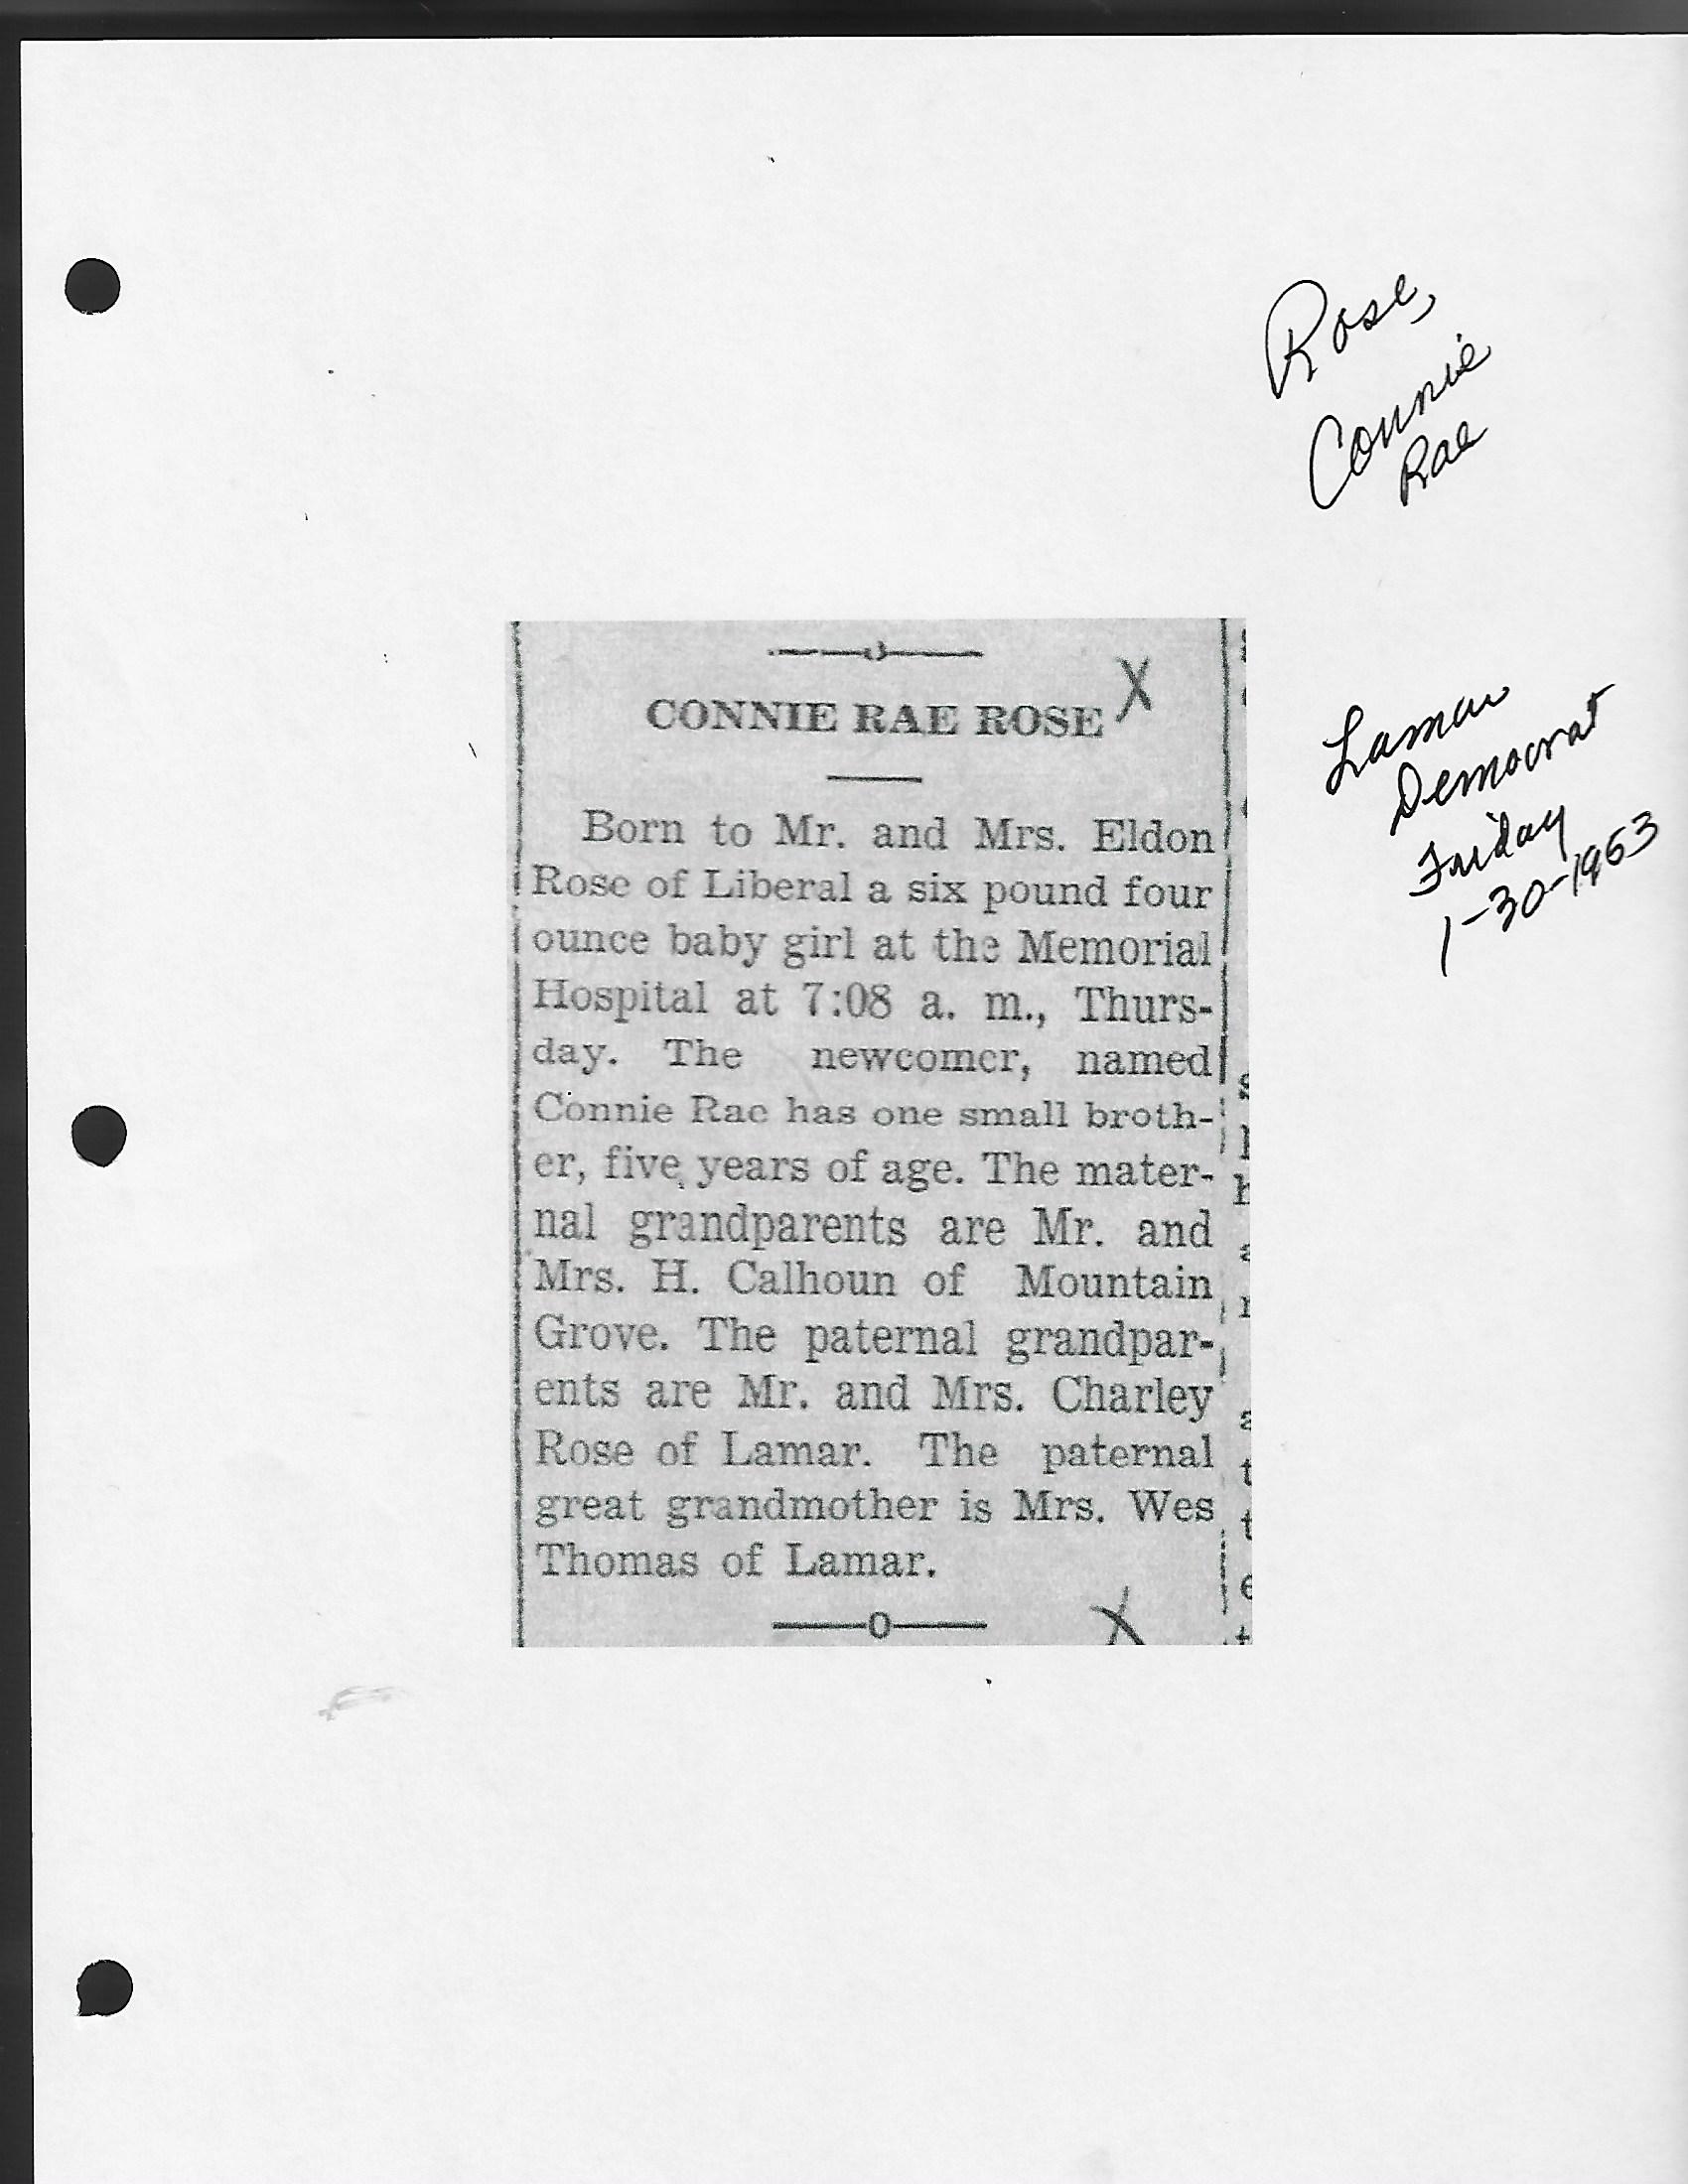 Rose,
Connie
Rae
CONNIE RAE ROSE
X
Lamar
Democrat
Friday
1-30-1953
Born to Mr. and Mrs. Eldon
Rose of Liberal a six pound four
ounce baby girl at the Memorial
Hospital at 7:08 a. m., Thurs-
day. The newcomer, named
Connie Rae has one small broth-
er, five years of age. The mater-
nal grandparents are Mr. and
Mrs. H. Calhoun of Mountain
Grove. The paternal grandpar-
ents are Mr. and Mrs. Charley
Rose of Lamar. The paternal
great grandmother is Mrs. Wes
Thomas of Lamar.
X